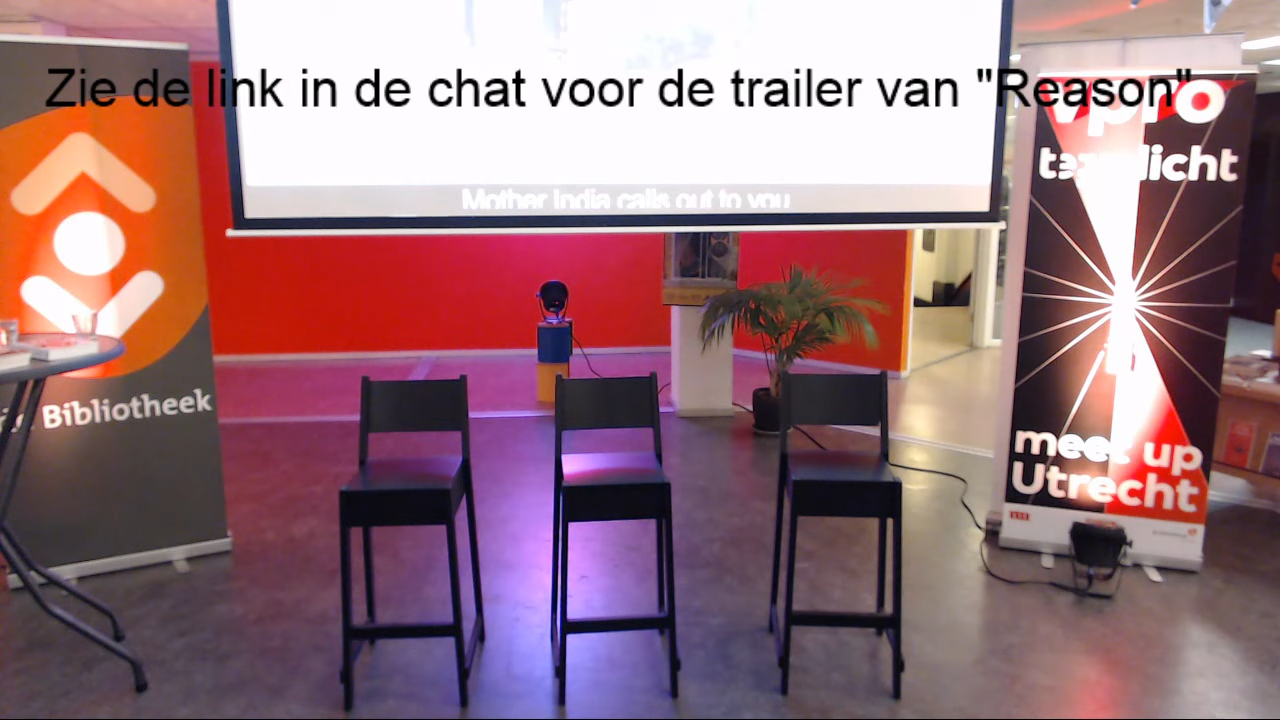 Zie de link in de chat voor de trailer van "Reason"
Mother India calls out to you
Bibliotheek
vpro
meet up
Utrecht